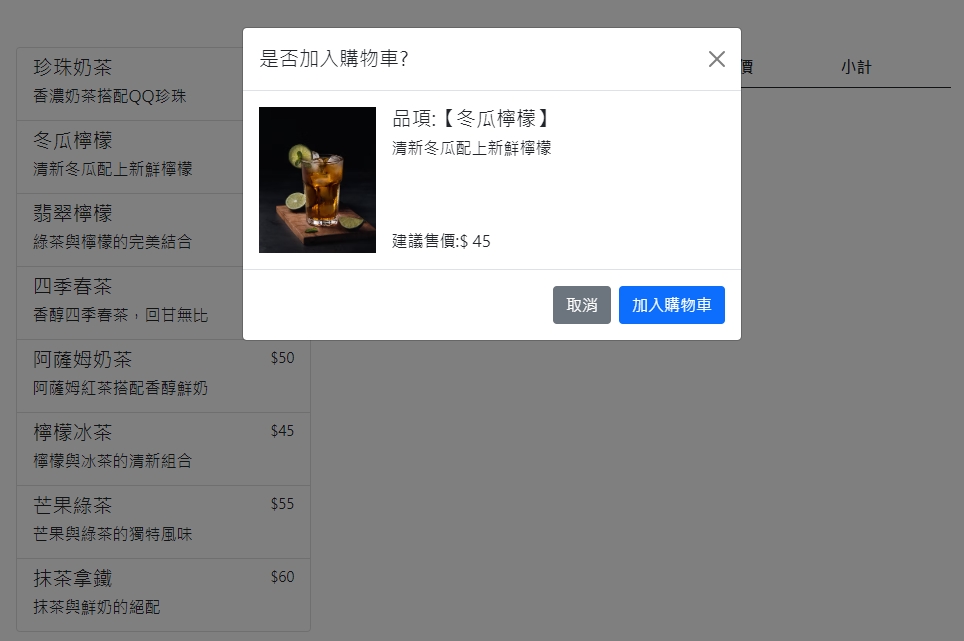 是否加入購物車?
品項:【冬瓜檸檬】
清新冬瓜配上新鮮檸檬
建議售價:$ 45
取消
加入購物車
珍珠奶茶
香濃奶茶搭配QQ珍珠
冬瓜檸檬
清新冬瓜配上新鮮檸檬
翡翠檸檬
綠茶與檸檬的完美結合
四季春茶
香醇四季春茶，回甘無比
阿薩姆奶茶 $50
阿薩姆紅茶搭配香醇鮮奶
檸檬冰茶 $45
檸檬與冰茶的清新組合
芒果綠茶 $55
芒果與綠茶的獨特風味
抹茶拿鐵 $60
抹茶與鮮奶的絕配
價 小計